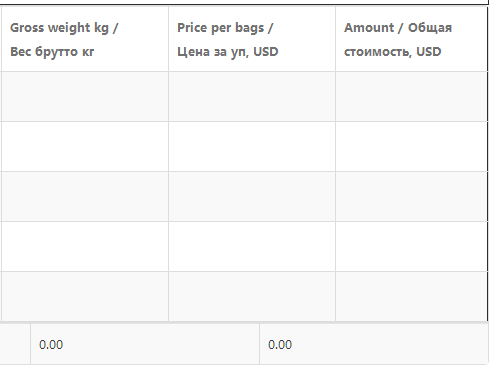 Gross weight kg /
Вес брутто кг
Price per bags /
Цена за уп, USD
Amount / Общая
стоимость, USD
0.00
0.00